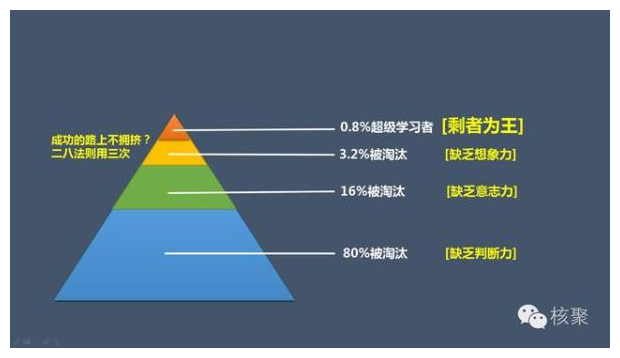 0.8%超级学习者 [剩者为王]
成功的路上不拥挤？
二八法则用三次
3.2%被淘汰 [缺乏想象力]
16%被淘汰 [缺乏意志力]
80%被淘汰 [缺乏判断力]
核聚